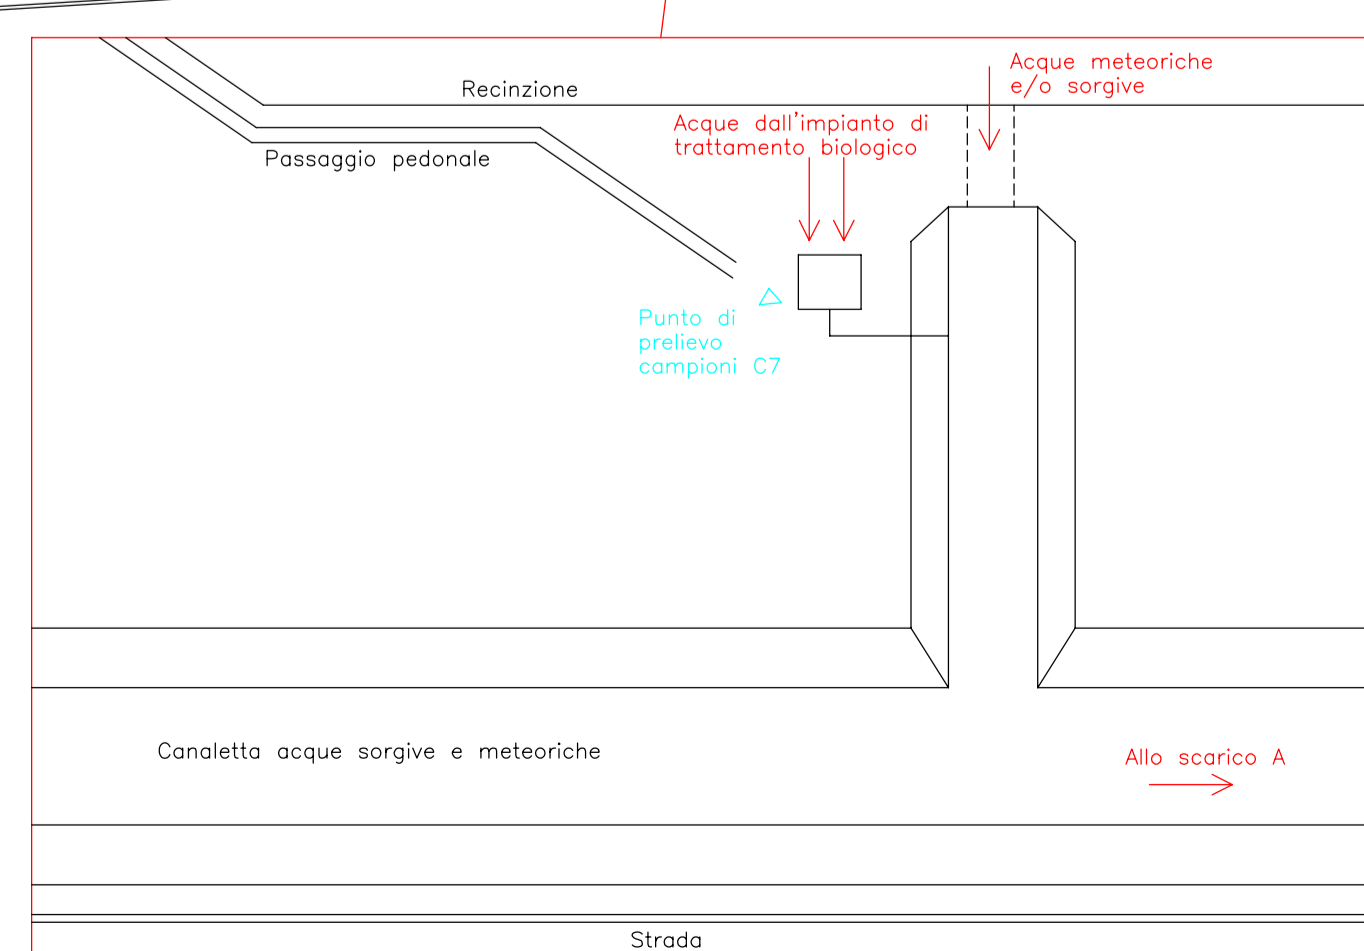 Recinzione
Passaggio pedonale
Acque meteoriche
e/o sorgive
Acque dall'impianto di
trattamento biologico
Punto di
prelievo
campioni C7
Canaletta acque sorgive e meteoriche
Allo scarico A
Strada